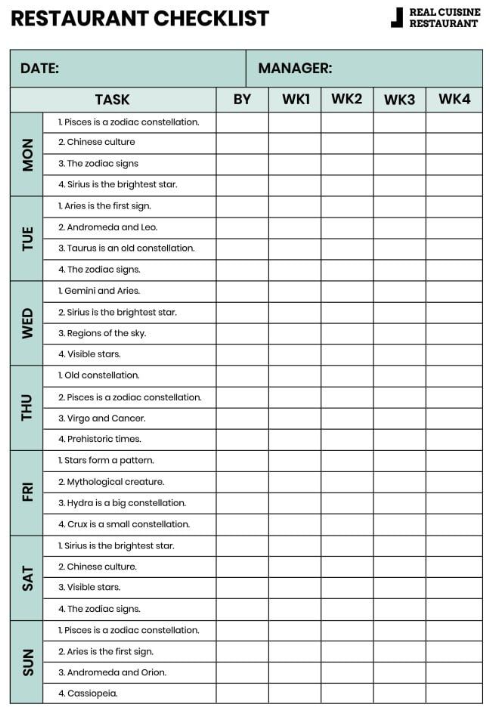 RESTAURANT CHECKLIST
REAL CUISINE
RESTAURANT
DATE: MANAGER:
TASK BY WK1 WK2 WK3 WK4
MON
1. Pisces is a zodiac constellation.
2. Chinese culture
3. The zodiac signs
4. Sirius is the brightest star.
TUE
1. Aries is the first sign.
2. Andromeda and Leo.
3. Taurus is an old constellation.
4. The zodiac signs.
WED
1. Gemini and Aries.
2. Sirius is the brightest star.
3. Regions of the sky.
4. Visible stars.
THU
1. Old constellation.
2. Pisces is a zodiac constellation.
3. Virgo and Cancer.
4. Prehistoric times.
FRI
1. Stars form a pattern.
2. Mythological creature.
3. Hydra is a big constellation.
4. Crux is a small constellation.
SAT
1. Sirius is the brightest star.
2. Chinese culture.
3. Visible stars.
4. The zodiac signs.
SUN
1. Pisces is a zodiac constellation.
2. Aries is the first sign.
3. Andromeda and Orion.
4. Cassiopeia.